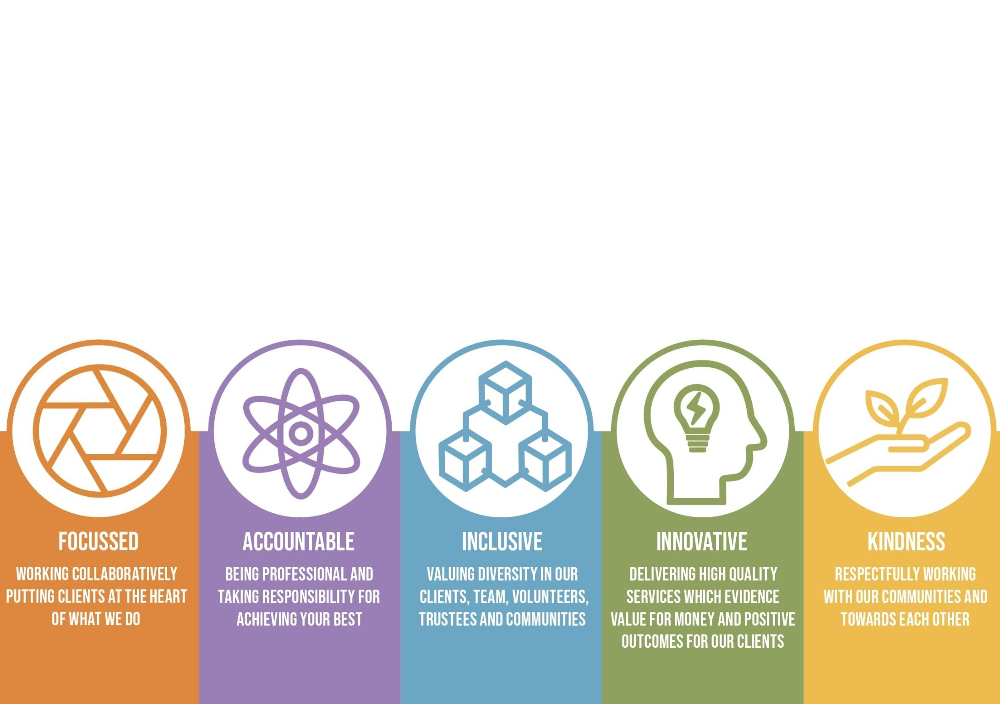 FOCUSSED
WORKING COLLABORATIVELY
PUTTING CLIENTS AT THE HEART
OF WHAT WE DO
ACCOUNTABLE
BEING PROFESSIONAL AND
TAKING RESPONSIBILITY FOR
ACHIEVING YOUR BEST
INCLUSIVE
VALUING DIVERSITY IN OUR
CLIENTS, TEAM, VOLUNTEERS,
TRUSTEES AND COMMUNITIES
INNOVATIVE
DELIVERING HIGH QUALITY
SERVICES WHICH EVIDENCE
VALUE FOR MONEY AND POSITIVE
OUTCOMES FOR OUR CLIENTS
KINDNESS
RESPECTFULLY WORKING
WITH OUR COMMUNITIES AND
TOWARDS EACH OTHER